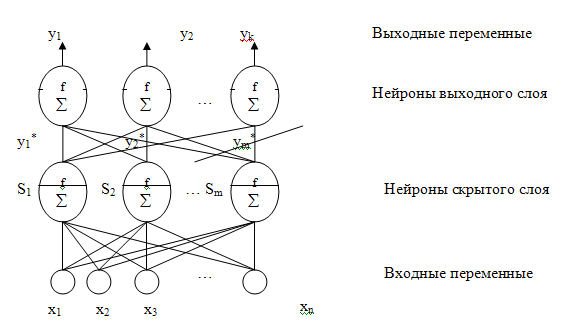 y1 y2 yk Выходные переменные
f f f
Σ Σ … Σ Нейроны выходного слоя
y1* y2* ym*
f f f
S1 Σ S2 Σ … Sm Σ Нейроны скрытого слоя
… Входные переменные
x1 x2 x3 xn